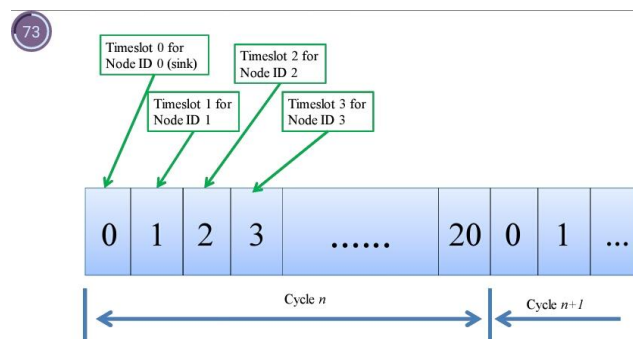 73
Timeslot 0 for
Node ID 0 (sink)
Timeslot 2 for
Node ID 2
Timeslot 1 for
Node ID 1
Timeslot 3 for
Node ID 3
0 1 2 3 ...... 20 0 1 ...
Cycle n
Cycle n+1